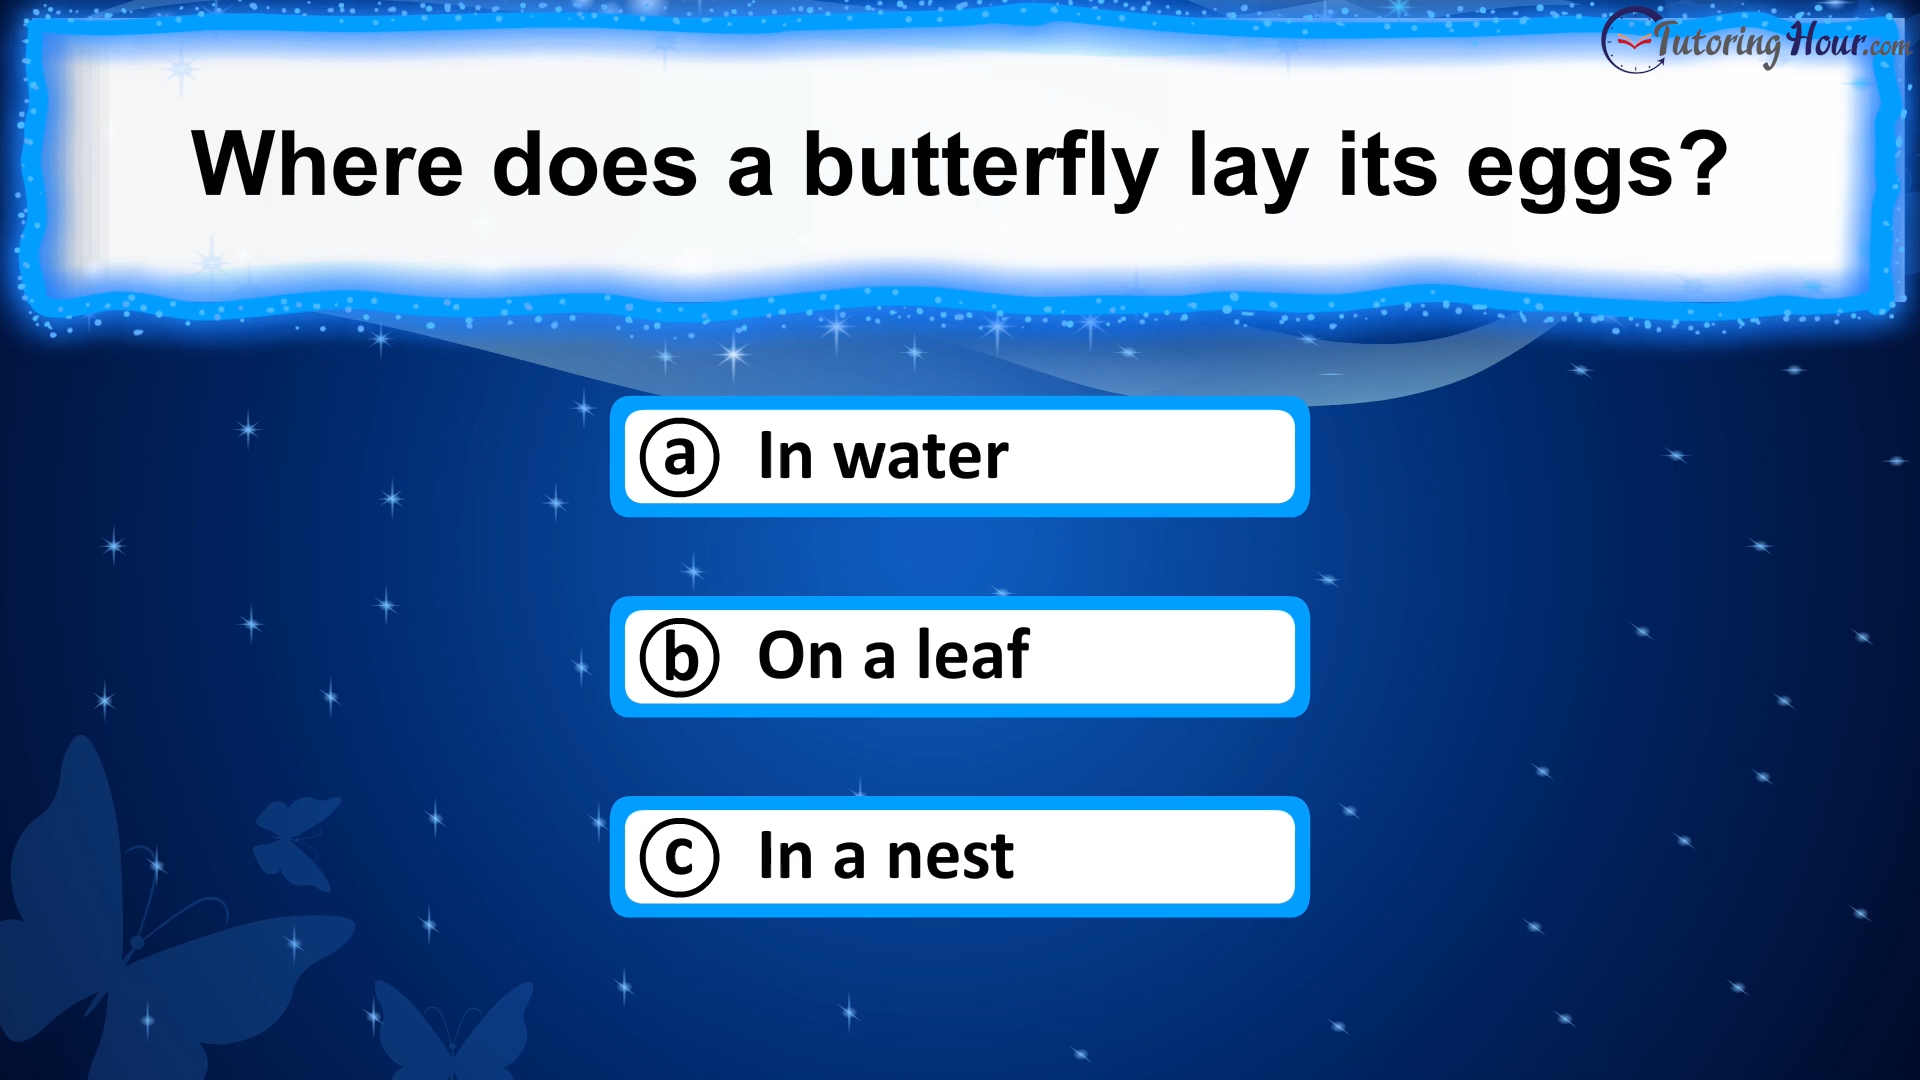 TutoringHour.com
Where does a butterfly lay its eggs?
a In water
b On a leaf
c In a nest